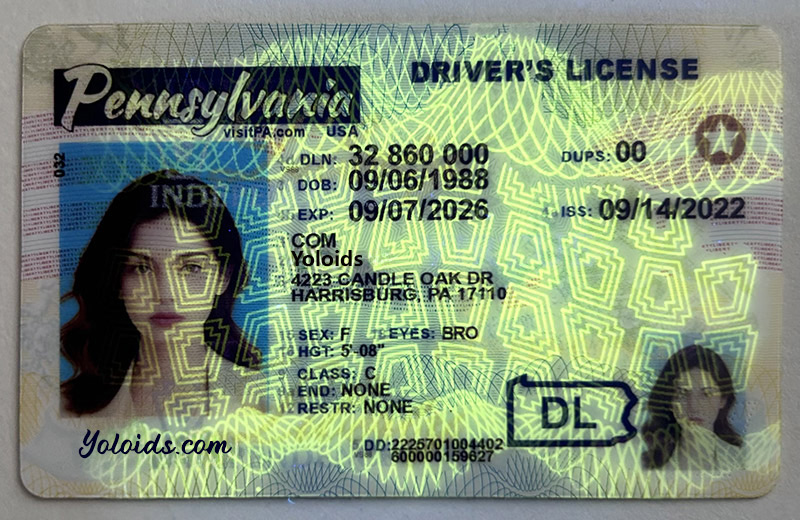 DRIVER'S LICENSE
Pennsylvania
visitPA.com USA
032
DLN: 32 860 000 DUPS: 00
DOB: 09/06/1988
EXP: 09/07/2026 ISS: 09/14/2022
COM
Yoloids
4223 CANDLE OAK DR
HARRISBURG, PA 17110
SEX: F EYES: BRO
HGT: 5'-08"
CLASS: C
END: NONE
RESTR: NONE
DL
Yoloids.com
DD:2225701004402
600000159627